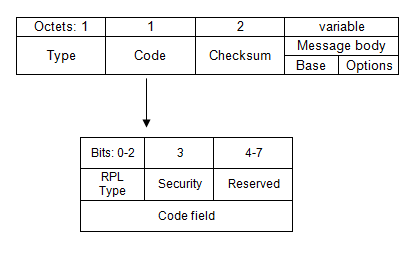 Octets: 1 1 2 variable
Type Code Checksum Message body
Base Options
Bits: 0-2 3 4-7
RPL Type Security Reserved
Code field